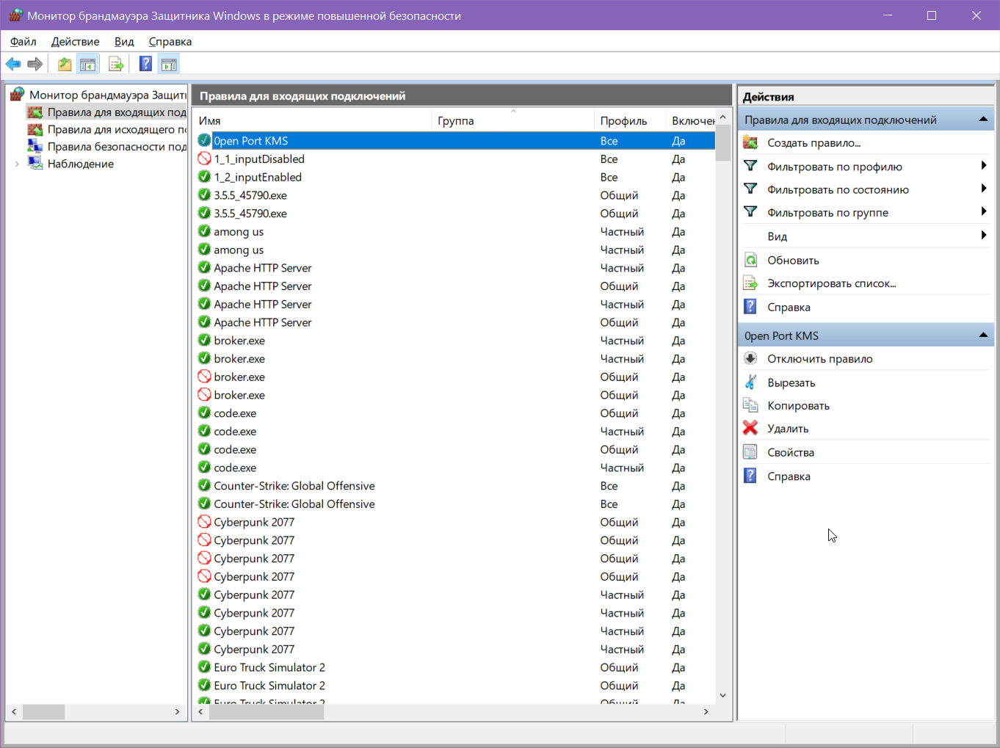 Монитор брандмауэра Защитника Windows в режиме повышенной безопасности
Файл Действие Вид Справка
Монитор брандмауэра Защит
Правила для входящих под
Правила для исходящего п
Правила безопасности под
Наблюдение
Правила для входящих подключений
Имя Группа Профиль Включен
0pen Port KMS Все Да
1_1_inputDisabled Все Да
1_2_inputEnabled Все Да
3.5.5_45790.exe Общий Да
3.5.5_45790.exe Общий Да
among us Частный Да
among us Частный Да
Apache HTTP Server Частный Да
Apache HTTP Server Общий Да
Apache HTTP Server Частный Да
Apache HTTP Server Общий Да
broker.exe Частный Да
broker.exe Частный Да
broker.exe Общий Да
broker.exe Общий Да
code.exe Общий Да
code.exe Частный Да
code.exe Общий Да
code.exe Частный Да
Counter-Strike: Global Offensive Все Да
Counter-Strike: Global Offensive Все Да
Cyberpunk 2077 Общий Да
Cyberpunk 2077 Общий Да
Cyberpunk 2077 Общий Да
Cyberpunk 2077 Общий Да
Cyberpunk 2077 Частный Да
Cyberpunk 2077 Частный Да
Cyberpunk 2077 Частный Да
Cyberpunk 2077 Частный Да
Euro Truck Simulator 2 Общий Да
Euro Truck Simulator 2 Общий Да
Euro Truck Simulator 2 Общий Да
Действия
Правила для входящих подключений
Создать правило...
Фильтровать по профилю
Фильтровать по состоянию
Фильтровать по группе
Вид
Обновить
Экспортировать список...
Справка
0pen Port KMS
Отключить правило
Вырезать
Копировать
Удалить
Свойства
Справка